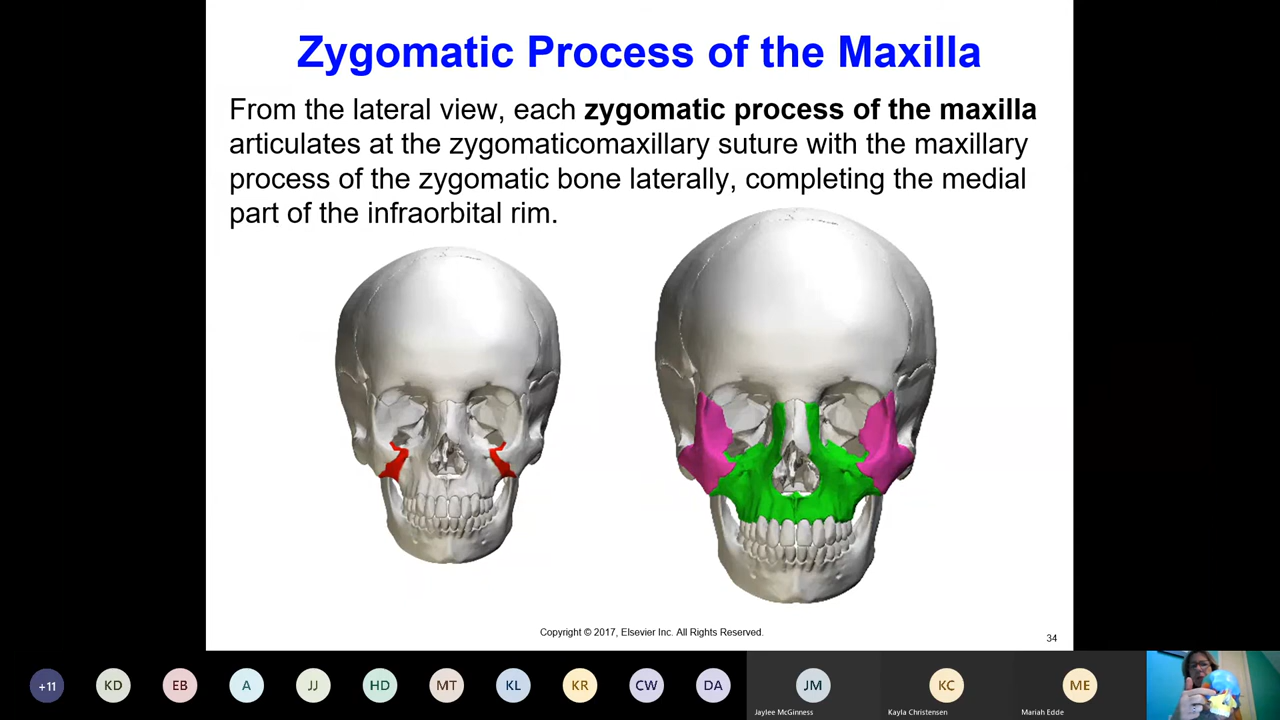 Zygomatic Process of the Maxilla
From the lateral view, each zygomatic process of the maxilla
articulates at the zygomaticomaxillary suture with the maxillary
process of the zygomatic bone laterally, completing the medial
part of the infraorbital rim.
Copyright © 2017, Elsevier Inc. All Rights Reserved.
34
+11
KD
EB
A
JJ
HD
MT
KL
KR
CW
DA
JM
KC
ME
Jaylee McGinness
Kayla Christensen
Mariah Edde